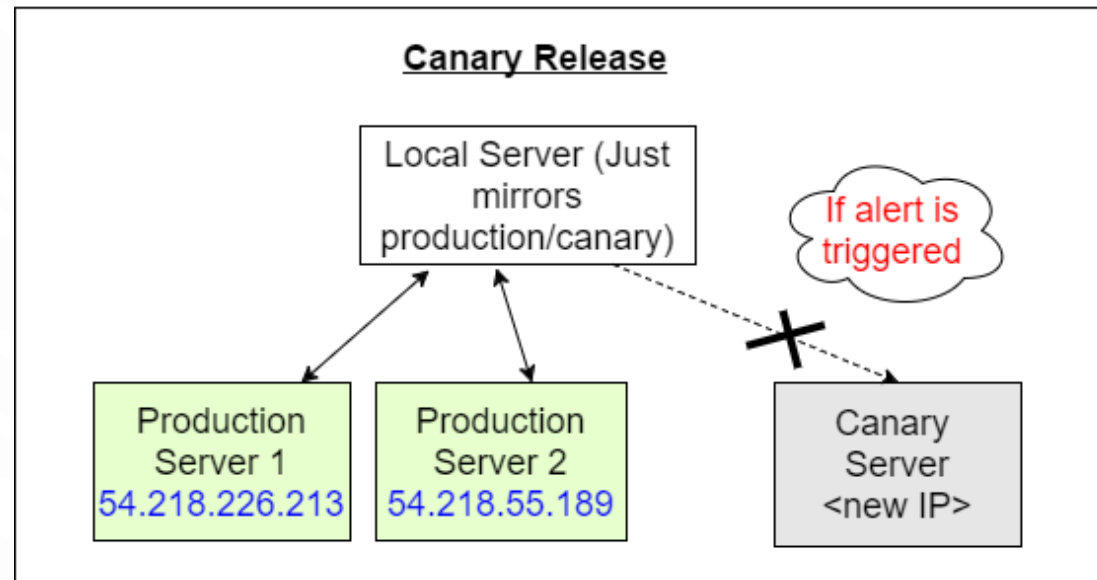 Canary Release
Local Server (Just
mirrors
production/canary)
If alert is
triggered
Production
Server 1
54.218.226.213
Production
Server 2
54.218.55.189
Canary
Server
<new IP>